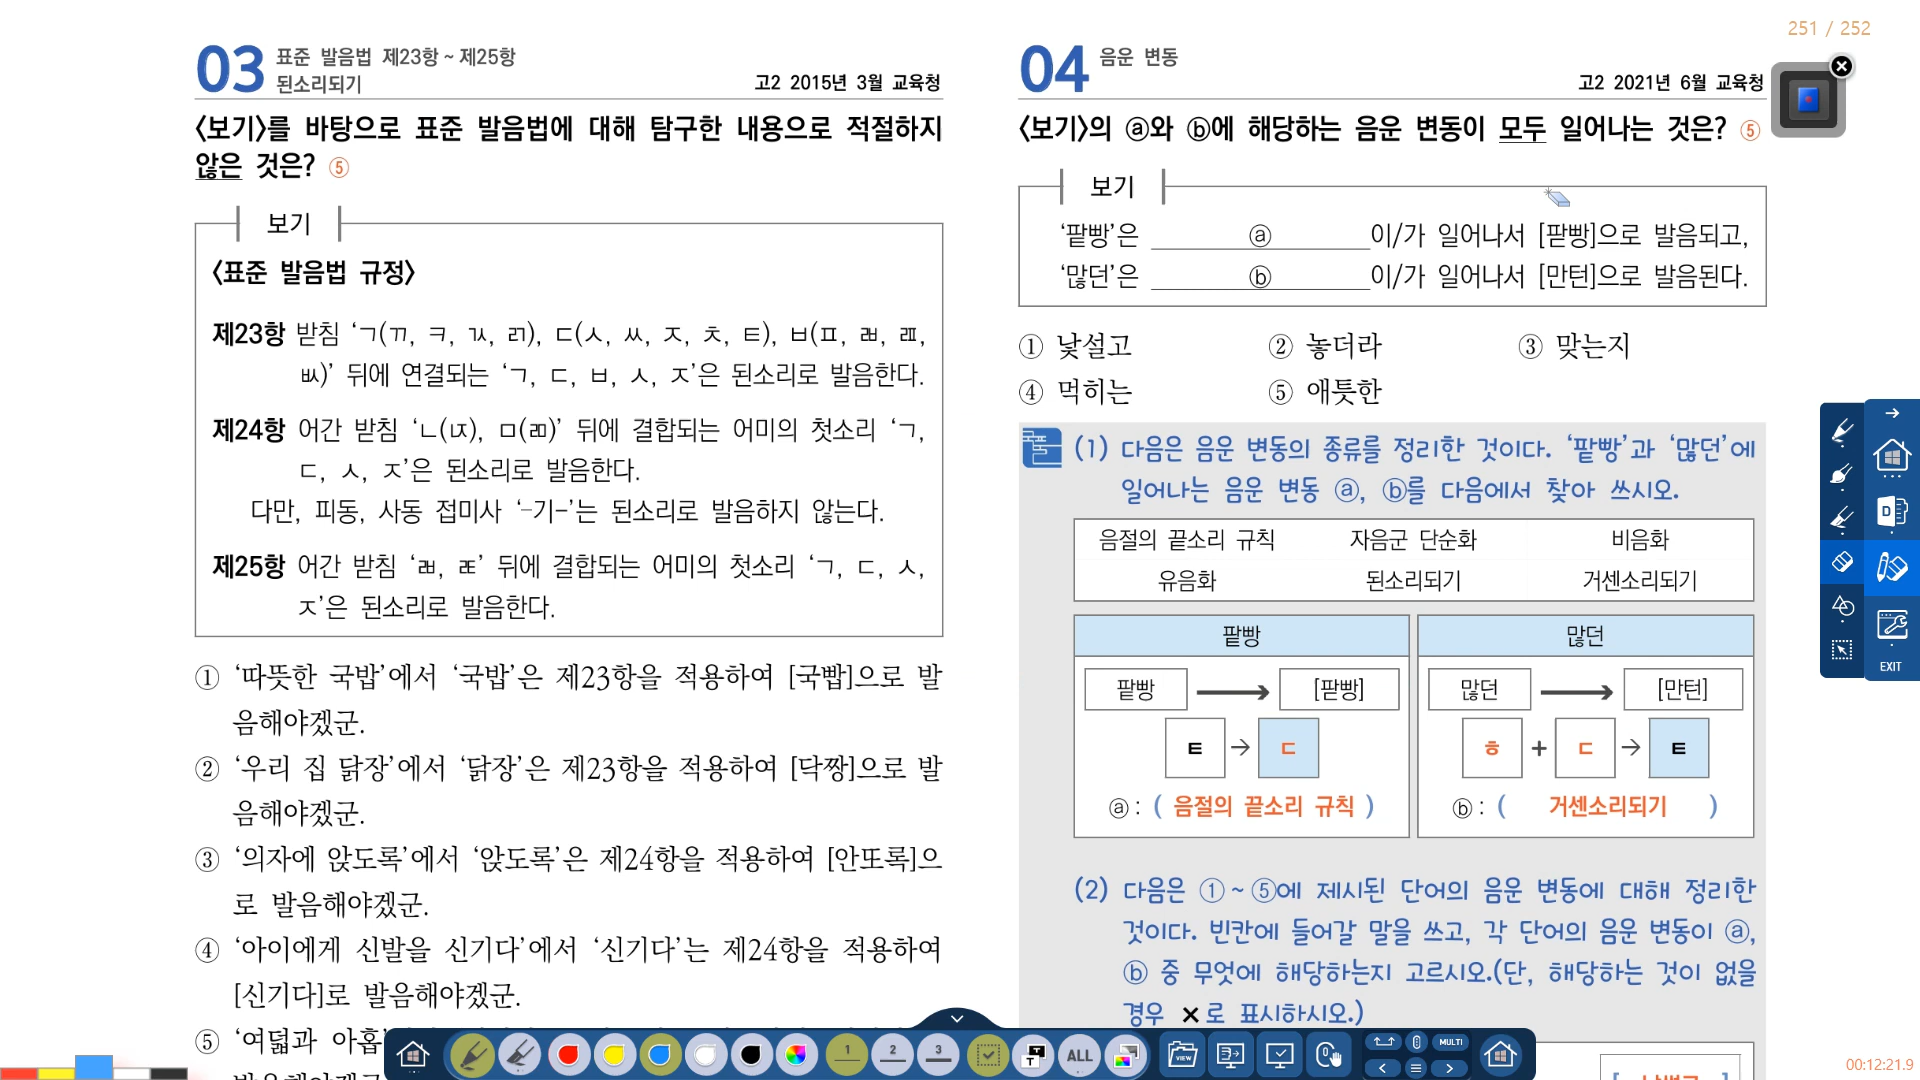 251 / 252
03 표준 발음법 제23항 ~ 제25항
된소리되기
고2 2015년 3월 교육청
〈보기〉를 바탕으로 표준 발음법에 대해 탐구한 내용으로 적절하지
않은 것은? ⑤
보기
〈표준 발음법 규정〉
제23항 받침 ‘ㄱ(ㄲ, ㅋ, ㄳ, ㄺ), ㄷ(ㅅ, ㅆ, ㅈ, ㅊ, ㅌ), ㅂ(ㅍ, ㄼ, ㄿ,
ㅄ)’ 뒤에 연결되는 ‘ㄱ, ㄷ, ㅂ, ㅅ, ㅈ’은 된소리로 발음한다.
제24항 어간 받침 ‘ㄴ(ㄵ), ㅁ(ㄻ)’ 뒤에 결합되는 어미의 첫소리 ‘ㄱ,
ㄷ, ㅅ, ㅈ’은 된소리로 발음한다.
다만, 피동, 사동 접미사 ‘-기-’는 된소리로 발음하지 않는다.
제25항 어간 받침 ‘ㄼ, ㄾ’ 뒤에 결합되는 어미의 첫소리 ‘ㄱ, ㄷ, ㅅ,
ㅈ’은 된소리로 발음한다.
① ‘따뜻한 국밥’에서 ‘국밥’은 제23항을 적용하여 [국빱]으로 발
음해야겠군.
② ‘우리 집 닭장’에서 ‘닭장’은 제23항을 적용하여 [닥짱]으로 발
음해야겠군.
③ ‘의자에 앉도록’에서 ‘앉도록’은 제24항을 적용하여 [안또록]으
로 발음해야겠군.
④ ‘아이에게 신발을 신기다’에서 ‘신기다’는 제24항을 적용하여
[신기다]로 발음해야겠군.
⑤ ‘여덟과 아홉’
04 음운 변동
고2 2021년 6월 교육청
〈보기〉의 ⓐ와 ⓑ에 해당하는 음운 변동이 모두 일어나는 것은? ⑤
보기
‘팥빵’은 ⓐ 이/가 일어나서 [팓빵]으로 발음되고,
‘많던’은 ⓑ 이/가 일어나서 [만턴]으로 발음된다.
① 낯설고 ② 놓더라 ③ 맞는지
④ 먹히는 ⑤ 애틋한
(1) 다음은 음운 변동의 종류를 정리한 것이다. ‘팥빵’과 ‘많던’에
일어나는 음운 변동 ⓐ, ⓑ를 다음에서 찾아 쓰시오.
음절의 끝소리 규칙 자음군 단순화 비음화
유음화 된소리되기 거센소리되기
팥빵 많던
팥빵 [팓빵] 많던 [만턴]
ㅌ → ㄷ ㅎ + ㄷ → ㅌ
ⓐ : ( 음절의 끝소리 규칙 ) ⓑ : ( 거센소리되기 )
(2) 다음은 ①~⑤에 제시된 단어의 음운 변동에 대해 정리한
것이다. 빈칸에 들어갈 말을 쓰고, 각 단어의 음운 변동이 ⓐ,
ⓑ 중 무엇에 해당하는지 고르시오.(단, 해당하는 것이 없을
경우 ×로 표시하시오.)
EXIT
1 2 3 ALL VIEW MULTI
00:12:21.9